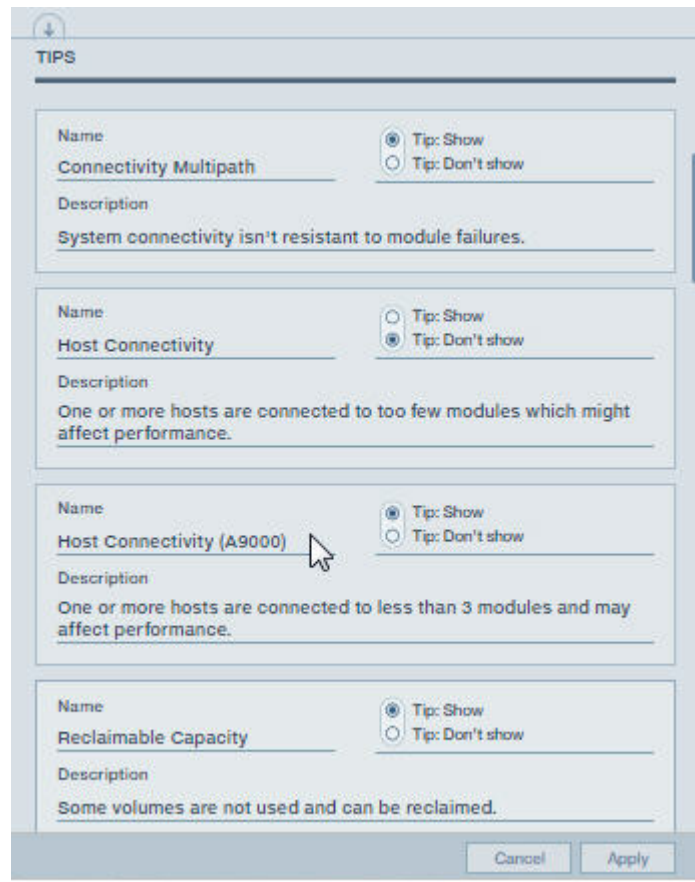 TIPS
Name
Tip: Show
Connectivity Multipath
Tip: Don't show
Description
System connectivity isn't resistant to module failures.
Name
Tip: Show
Host Connectivity
Tip: Don't show
Description
One or more hosts are connected to too few modules which might
affect performance.
Name
Tip: Show
Host Connectivity (A9000)
Tip: Don't show
Description
One or more hosts are connected to less than 3 modules and may
affect performance.
Name
Tip: Show
Reclaimable Capacity
Tip: Don't show
Description
Some volumes are not used and can be reclaimed.
Cancel
Apply